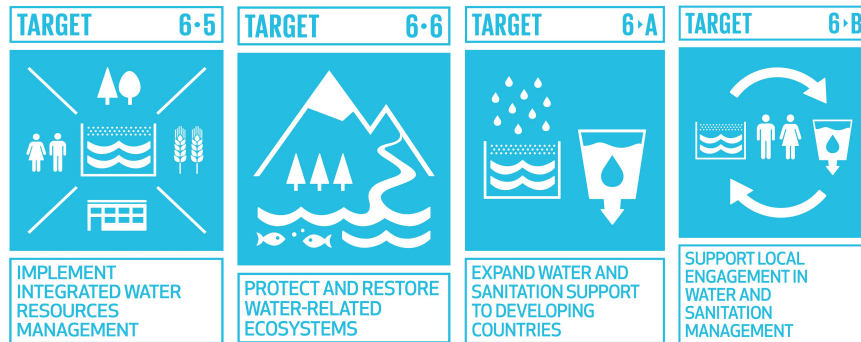 TARGET 6·5
IMPLEMENT
INTEGRATED WATER
RESOURCES
MANAGEMENT
TARGET 6·6
PROTECT AND RESTORE
WATER-RELATED
ECOSYSTEMS
TARGET 6‣A
EXPAND WATER AND
SANITATION SUPPORT
TO DEVELOPING
COUNTRIES
TARGET 6‣B
SUPPORT LOCAL
ENGAGEMENT IN
WATER AND
SANITATION
MANAGEMENT